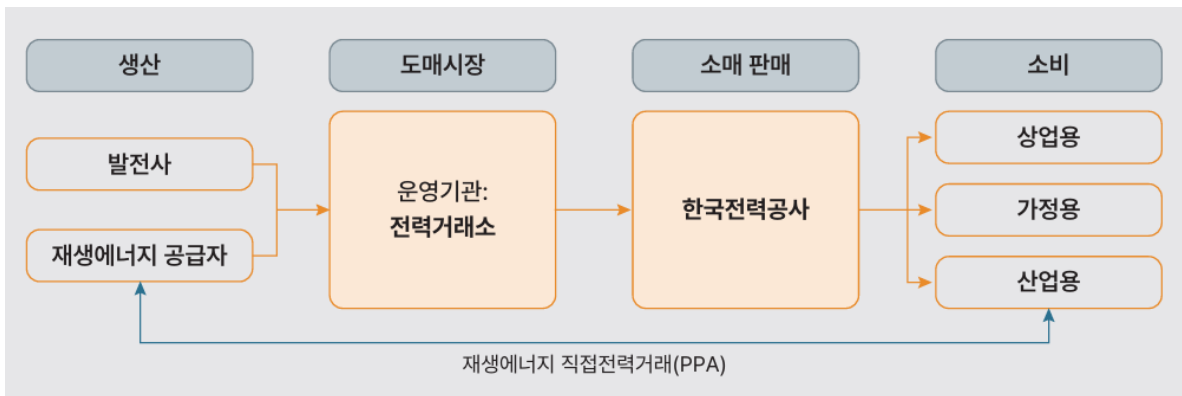 생산
도매시장
소매 판매
소비
발전사
재생에너지 공급자
운영기관:
전력거래소
한국전력공사
상업용
가정용
산업용
재생에너지 직접전력거래(PPA)